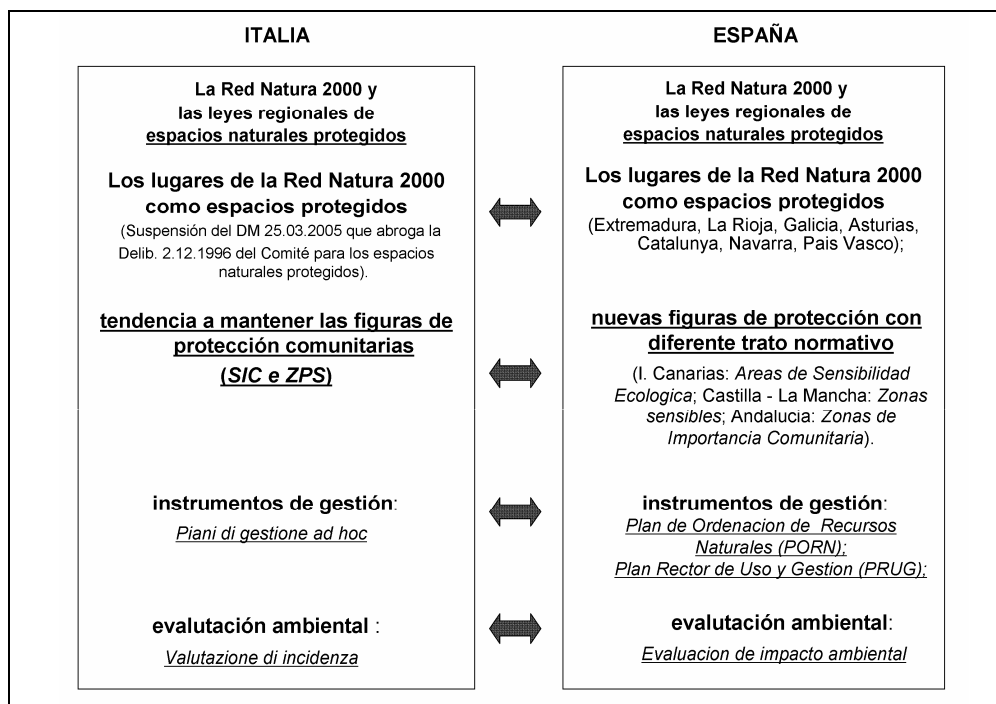 ITALIA
La Red Natura 2000 y
las leyes regionales de
espacios naturales protegidos
Los lugares de la Red Natura 2000
como espacios protegidos
(Suspensión del DM 25.03.2005 que abroga la
Delib. 2.12.1996 del Comité para los espacios
naturales protegidos).
tendencia a mantener las figuras de
protección comunitarias
(SIC e ZPS)
instrumentos de gestión:
Piani di gestione ad hoc
evalutación ambiental :
Valutazione di incidenza
ESPAÑA
La Red Natura 2000 y
las leyes regionales de
espacios naturales protegidos
Los lugares de la Red Natura 2000
como espacios protegidos
(Extremadura, La Rioja, Galicia, Asturias,
Catalunya, Navarra, Pais Vasco);
nuevas figuras de protección con
diferente trato normativo
(I. Canarias: Areas de Sensibilidad
Ecologica; Castilla - La Mancha: Zonas
sensibles; Andalucia: Zonas de
Importancia Comunitaria).
instrumentos de gestión:
Plan de Ordenacion de Recursos
Naturales (PORN);
Plan Rector de Uso y Gestion (PRUG);
evalutación ambiental:
Evaluacion de impacto ambiental